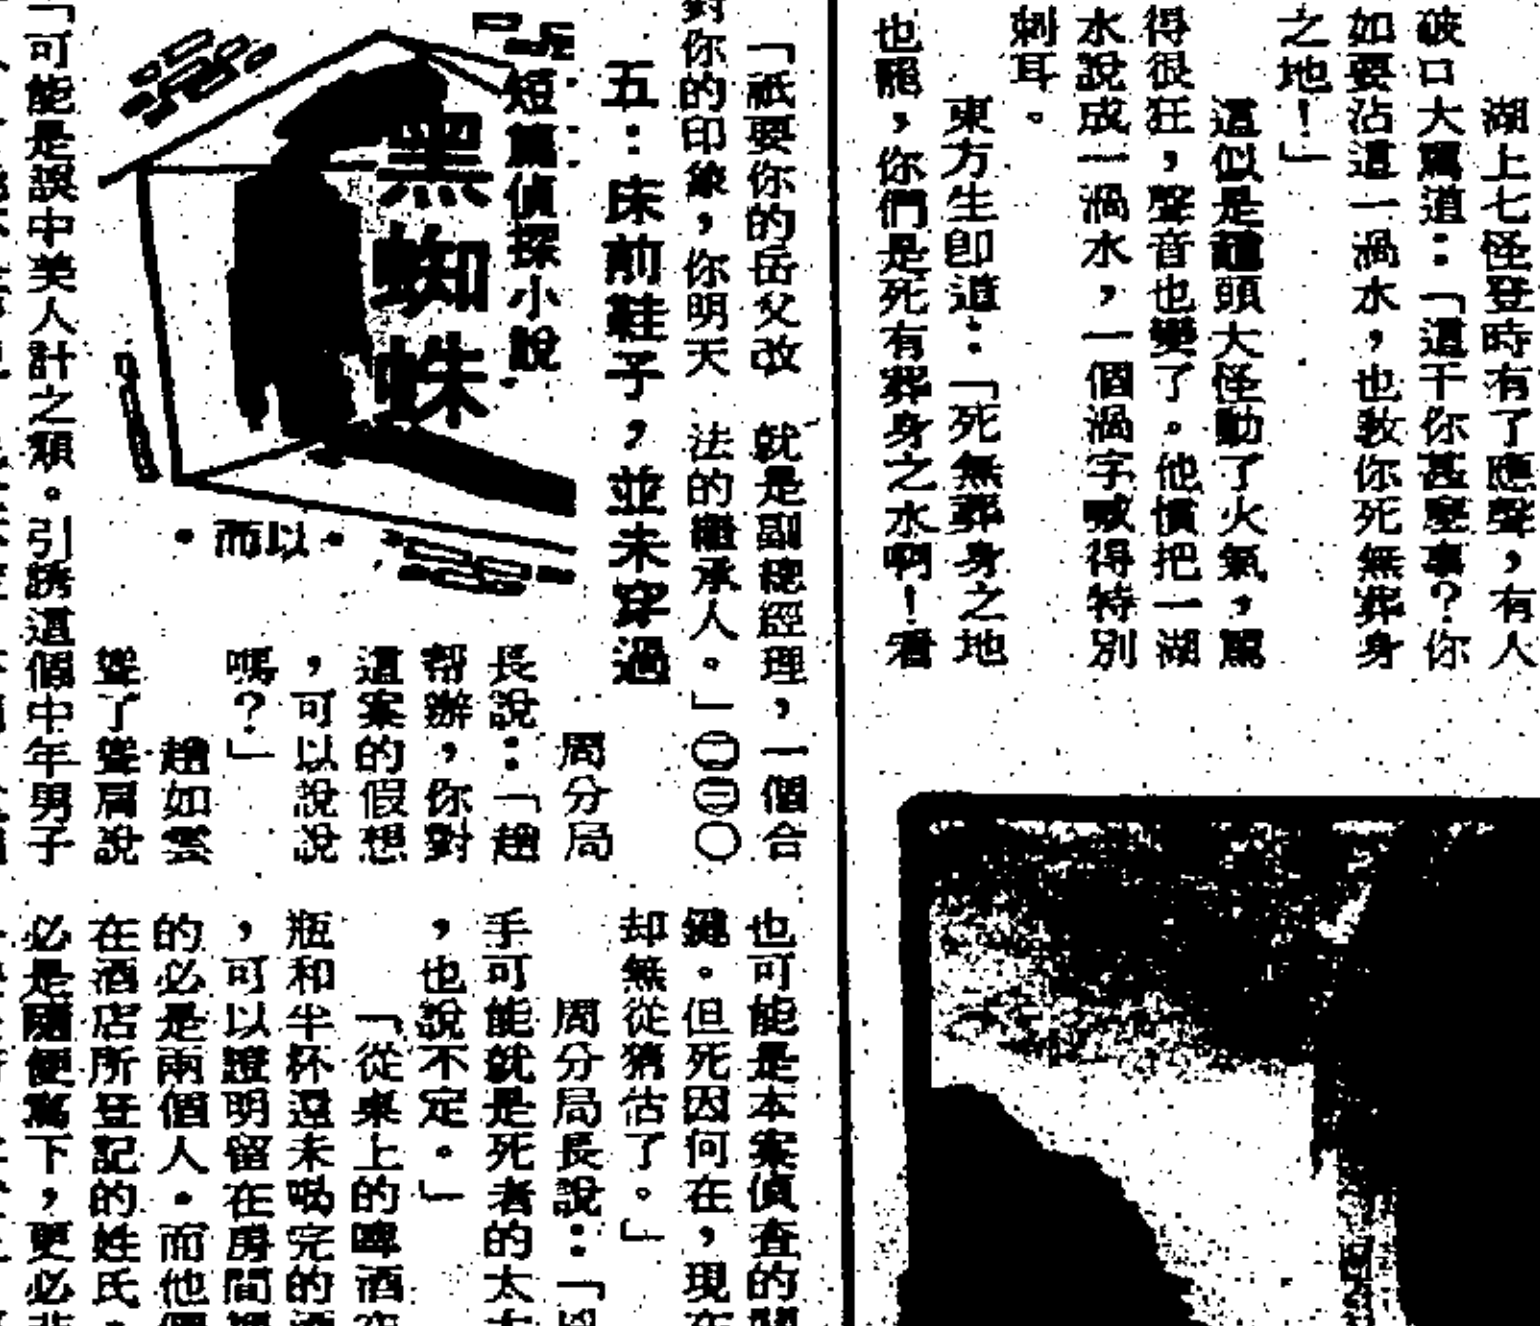 湖上七怪登時有了應聲，有人
破口大罵道：「這干你甚麼事？你
如要沾這一渦水，也教你死無葬身
之地！」
這似是龍頭大怪動了火氣，罵
得很狂，聲音也變了。他慣把一湖
水說成一渦水，一個渦字喊得特別
刺耳。
東方生卽道：「死無葬身之地
也罷，你們是死有葬身之水啊！看
短篇偵探小說
黑蜘蛛
•而以•
「祇要你的岳父改
對你的印象，你明天
就是副總經理，一個合
法的繼承人。」㊁㊂〇
五：床前鞋子，並未穿過
周分局
長說：「趙
幫辦，你對
這案的假想
，可以說說
嗎？」
趙如雲
聳了聳肩說
「可能是誤中美人計之類。引誘這個中年男子
也可能是本案偵查的關
鍵。但死因何在，現在
却無從猜估了。」
周分局長說：「
手可能就是死者的太太
，也說不定。」
「從桌上的啤酒
瓶和半杯還未喝完的酒
，可以證明留在房間裡
的必是兩個人。而他
在酒店所登記的姓氏，
必是隨便寫下，更必非